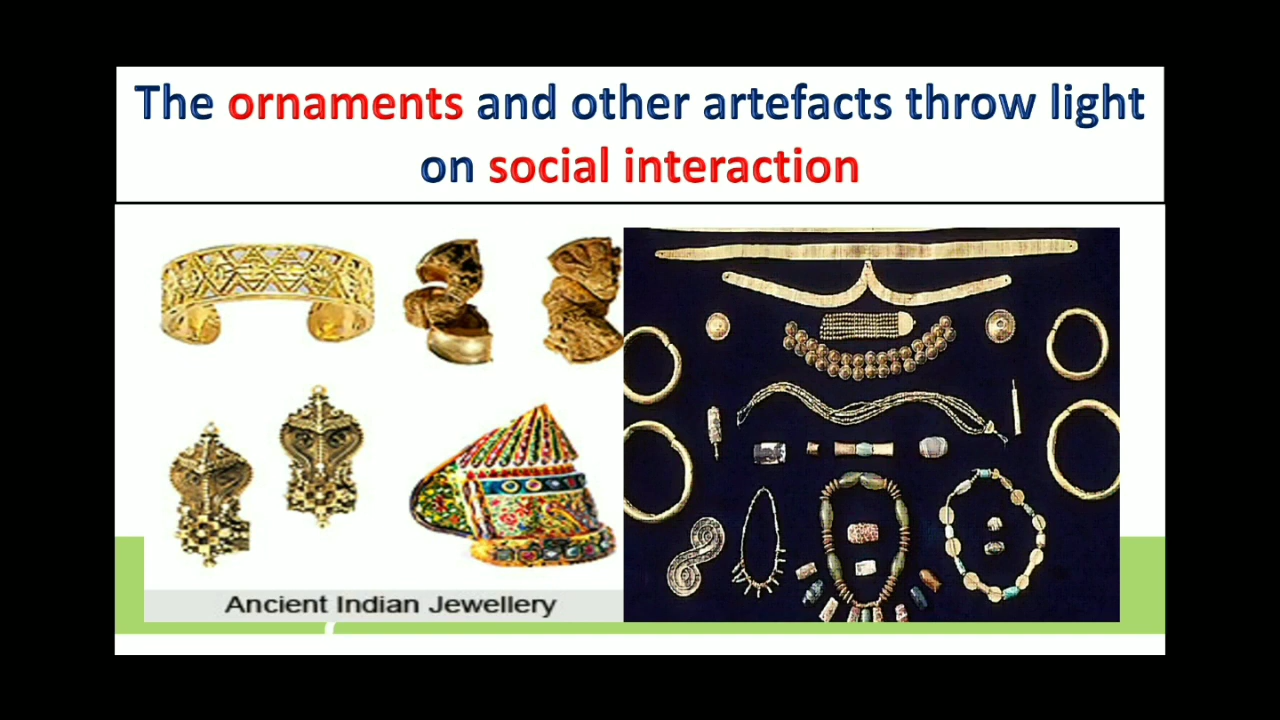 The ornaments and other artefacts throw light
on social interaction
Ancient Indian Jewellery